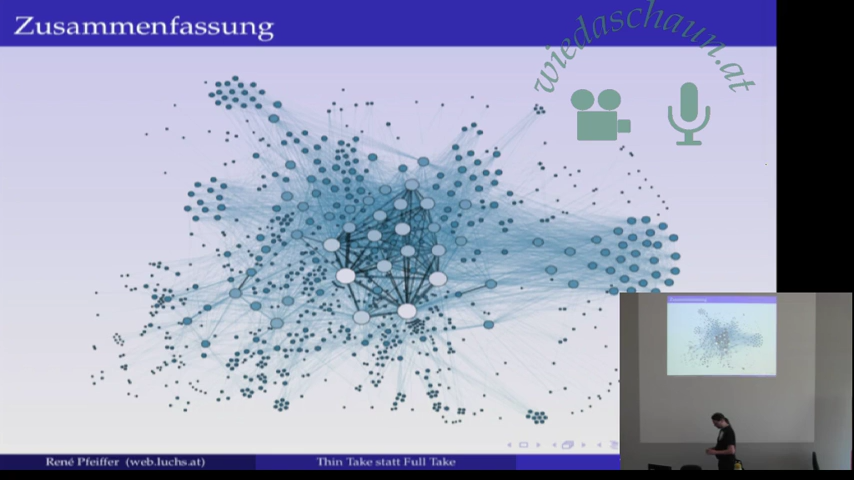 Zusammenfassung
wiedaschaun.at
René Pfeiffer (web.luchs.at)
Thin Take statt Full Take